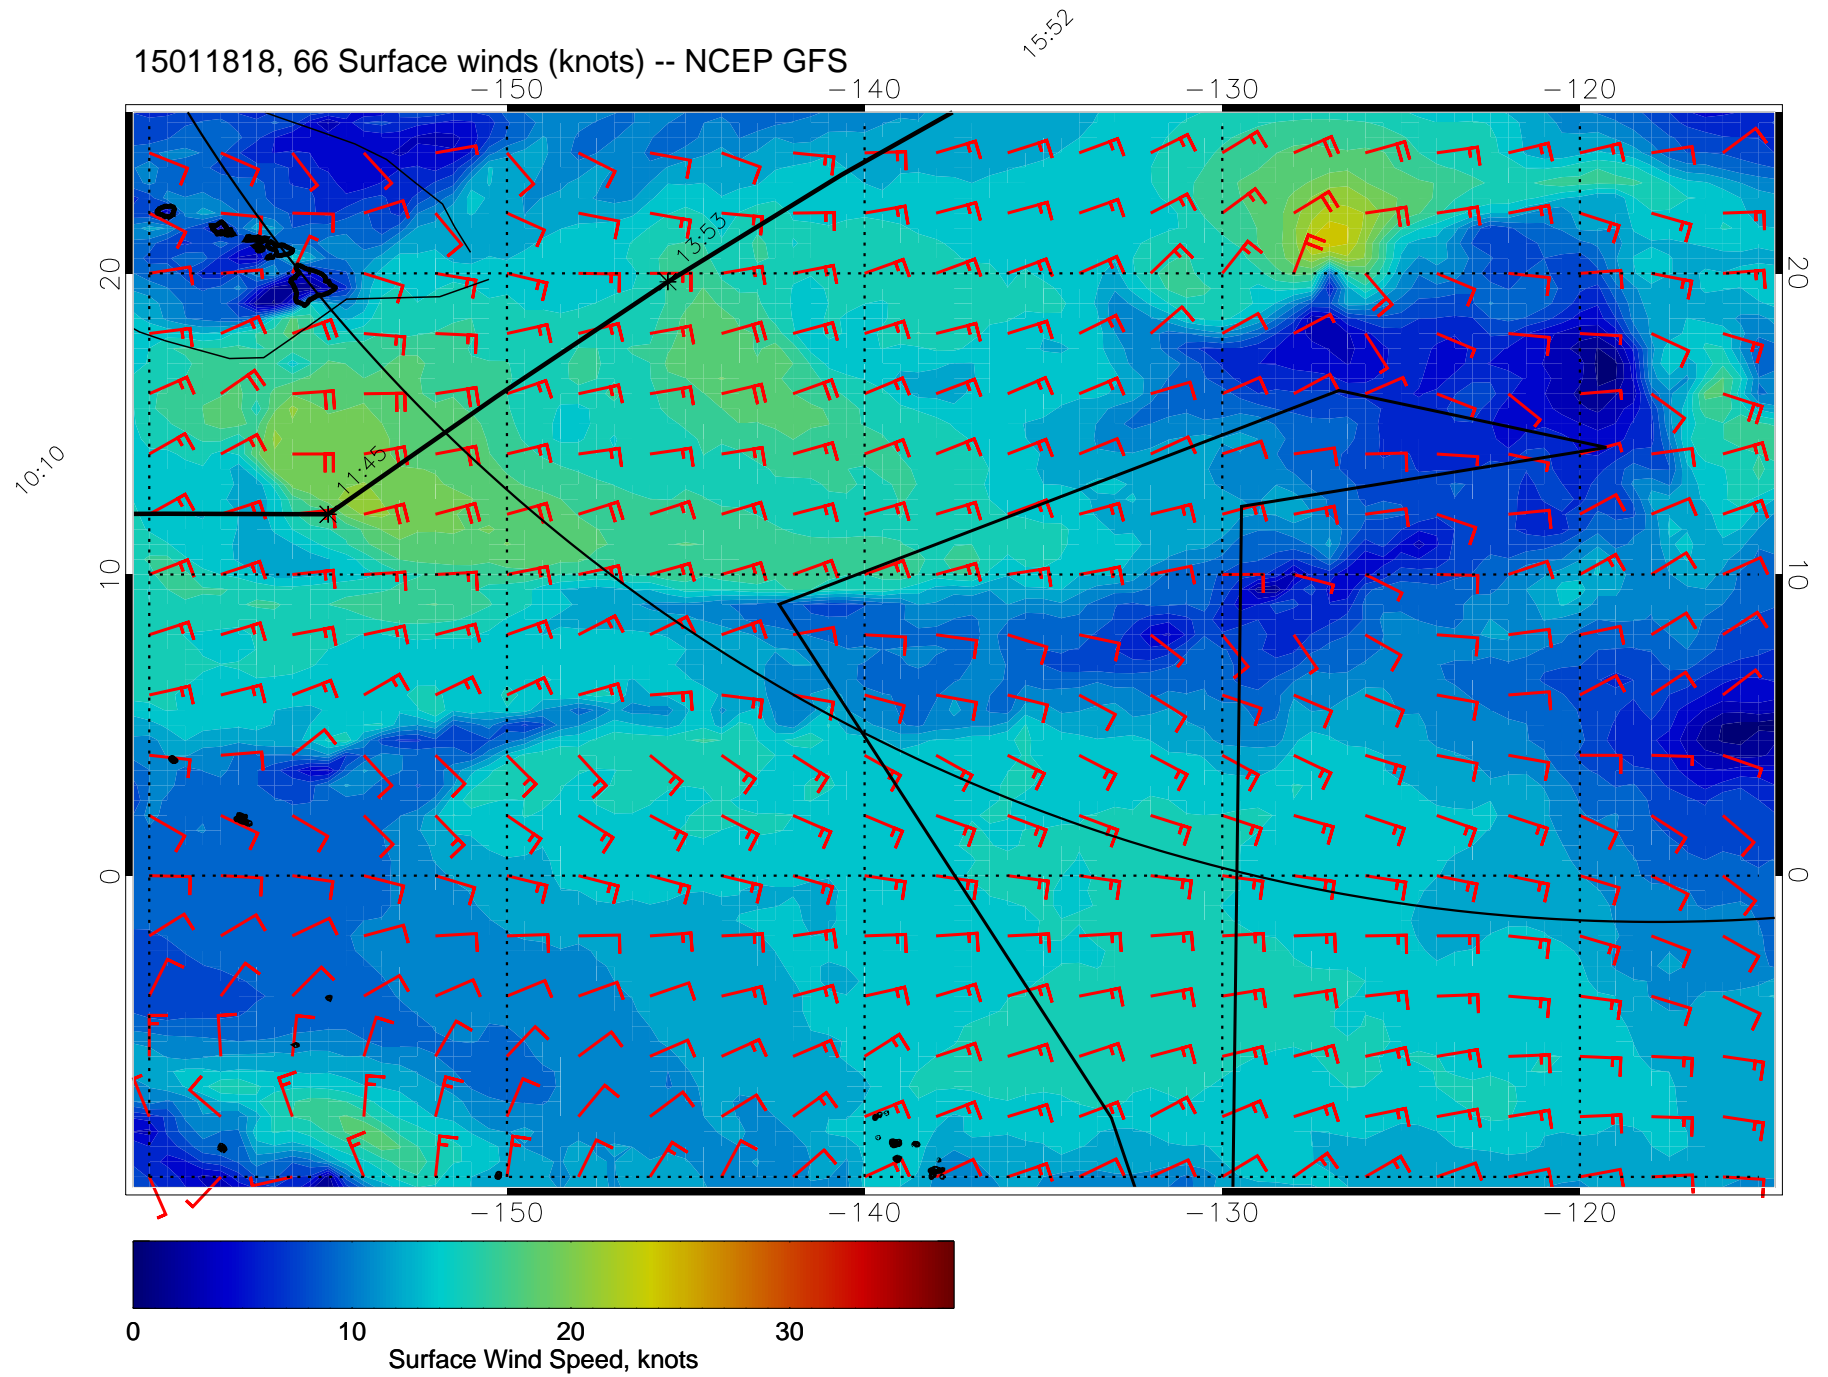 15:52
15011818, 66 Surface winds (knots) -- NCEP GFS
-150 -140 -130 -120
13:53
20 20
11:45
10:10
10 10
0 0
-150 -140 -130 -120
0 10 20 30
Surface Wind Speed, knots